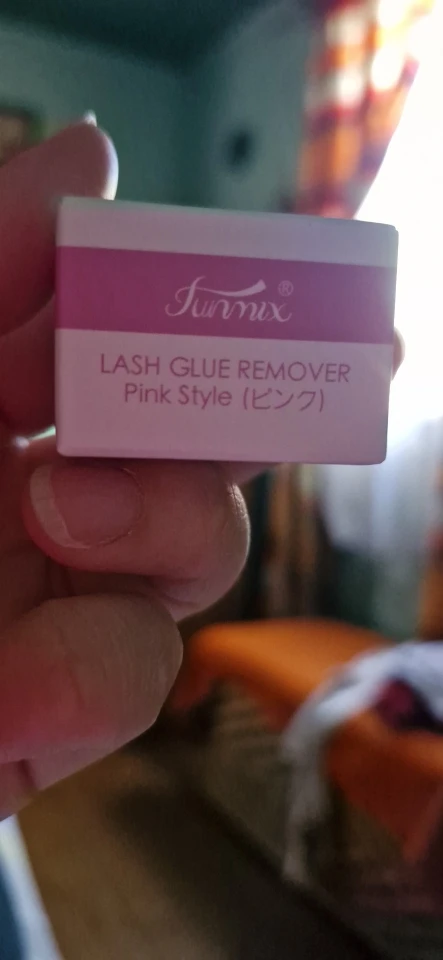 Funmix®
LASH GLUE REMOVER
Pink Style (ピンク)